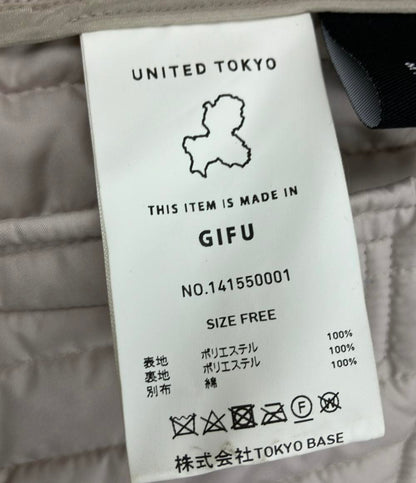 UNITED TOKYO
THIS ITEM IS MADE IN
GIFU
NO.141550001
SIZE FREE
表地 ポリエステル 100%
裏地 ポリエステル 100%
別布 綿 100%
株式会社TOKYO BASE